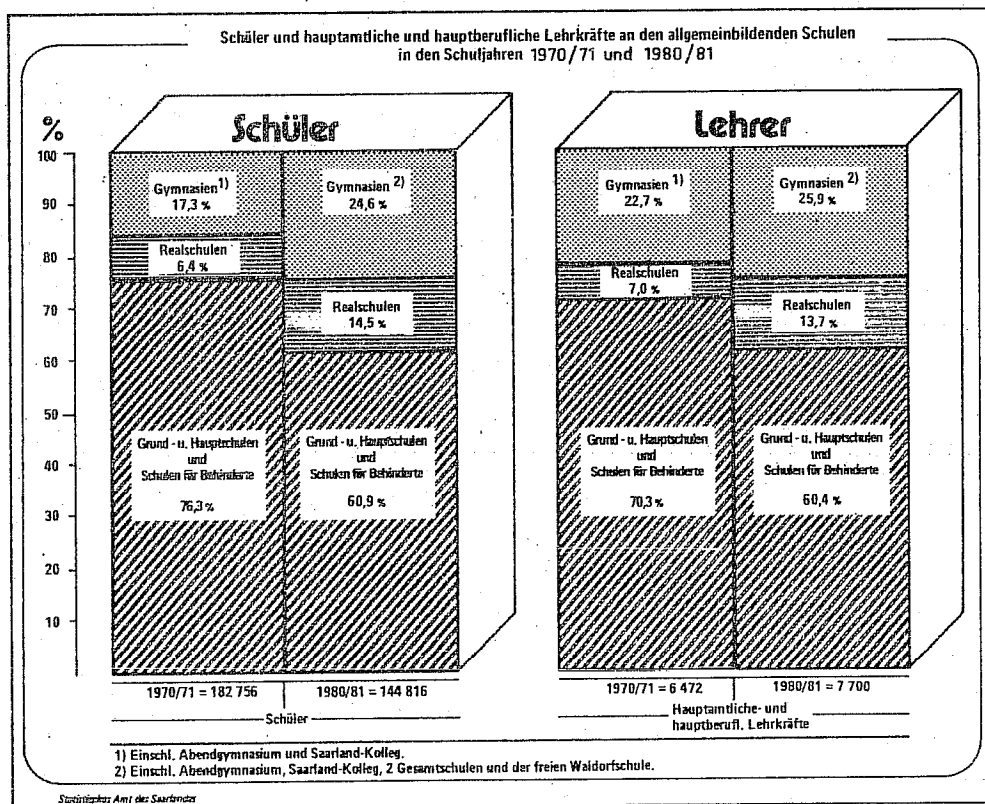 Schüler und hauptamtliche und hauptberufliche Lehrkräfte an den allgemeinbildenden Schulen
in den Schuljahren 1970/71 und 1980/81
%
Schüler
Lehrer
100
90
80
70
60
50
40
30
20
10
Gymnasien 1)
17,3 %
Gymnasien 2)
24,6 %
Realschulen
6,4 %
Realschulen
14,5 %
Grund - u. Hauptschulen
und
Schulen für Behinderte
76,3 %
Grund - u. Hauptschulen
und
Schulen für Behinderte
60,9 %
Gymnasien 1)
22,7 %
Gymnasien 2)
25,9 %
Realschulen
7,0 %
Realschulen
13,7 %
Grund - u. Hauptschulen
und
Schulen für Behinderte
70,3 %
Grund - u. Hauptschulen
und
Schulen für Behinderte
60,4 %
1970/71 = 182 756
1980/81 = 144 816
Schüler
1970/71 = 6 472
1980/81 = 7 700
Hauptamtliche- und
hauptberufl. Lehrkräfte
1) Einschl. Abendgymnasium und Saarland-Kolleg.
2) Einschl. Abendgymnasium, Saarland-Kolleg, 2 Gesamtschulen und der freien Waldorfschule.
Statistisches Amt des Saarlandes